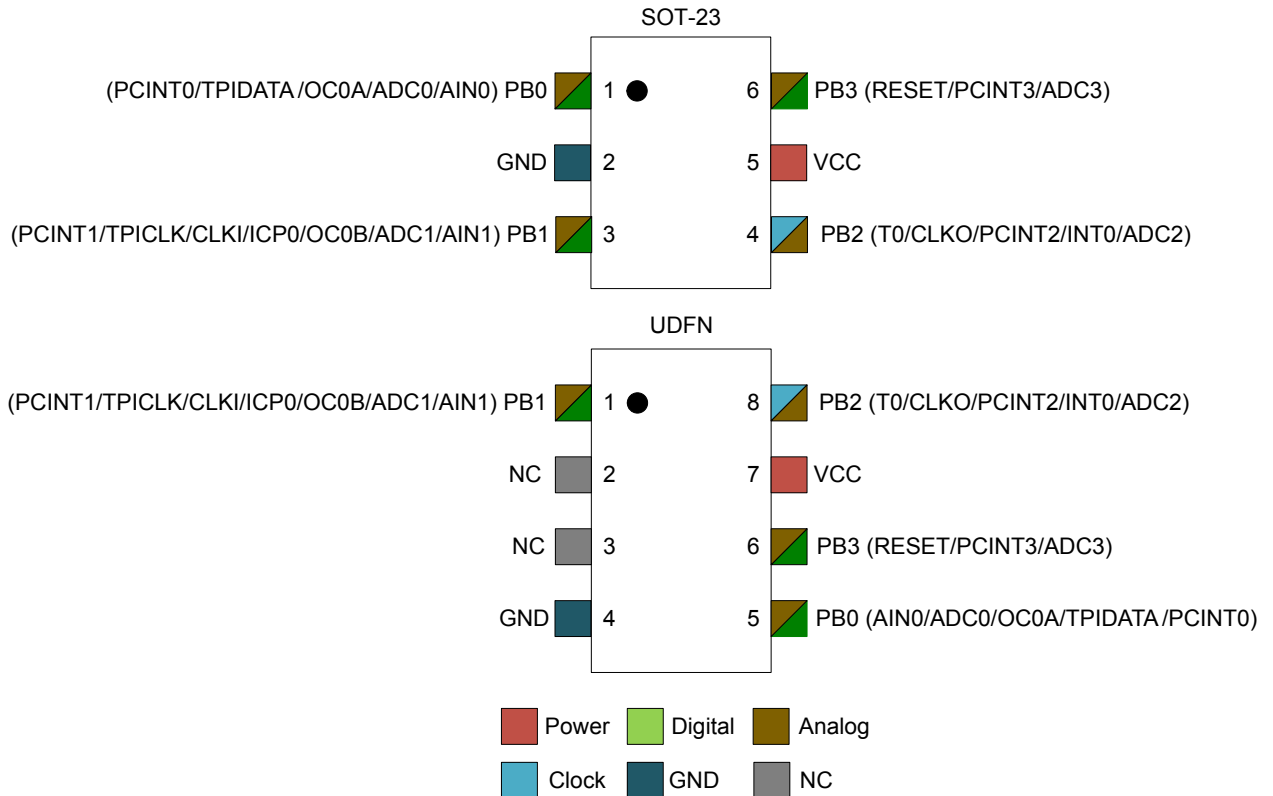 SOT-23
(PCINT0/TPIDATA/OC0A/ADC0/AIN0) PB0 1 6 PB3 (RESET/PCINT3/ADC3)
GND 2 5 VCC
(PCINT1/TPICLK/CLKI/ICP0/OC0B/ADC1/AIN1) PB1 3 4 PB2 (T0/CLKO/PCINT2/INT0/ADC2)
UDFN
(PCINT1/TPICLK/CLKI/ICP0/OC0B/ADC1/AIN1) PB1 1 8 PB2 (T0/CLKO/PCINT2/INT0/ADC2)
NC 2 7 VCC
NC 3 6 PB3 (RESET/PCINT3/ADC3)
GND 4 5 PB0 (AIN0/ADC0/OC0A/TPIDATA/PCINT0)
Power Digital Analog
Clock GND NC